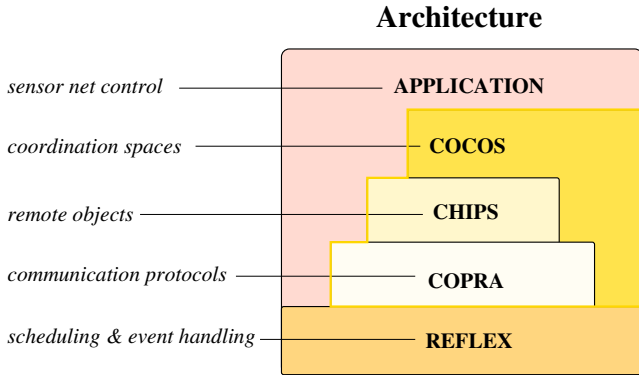 Architecture
sensor net control APPLICATION
coordination spaces COCOS
remote objects CHIPS
communication protocols COPRA
scheduling & event handling REFLEX